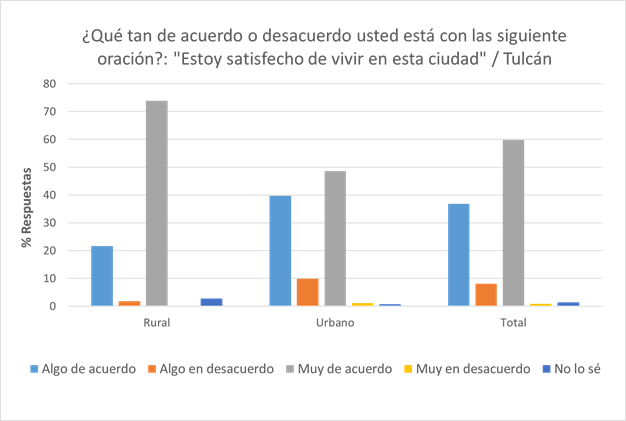 ¿Qué tan de acuerdo o desacuerdo usted está con las siguiente
oración?: "Estoy satisfecho de vivir en esta ciudad" / Tulcán
80
70
60
50
40
30
20
10
0
% Respuestas
Rural Urbano Total
Algo de acuerdo Algo en desacuerdo Muy de acuerdo Muy en desacuerdo No lo sé